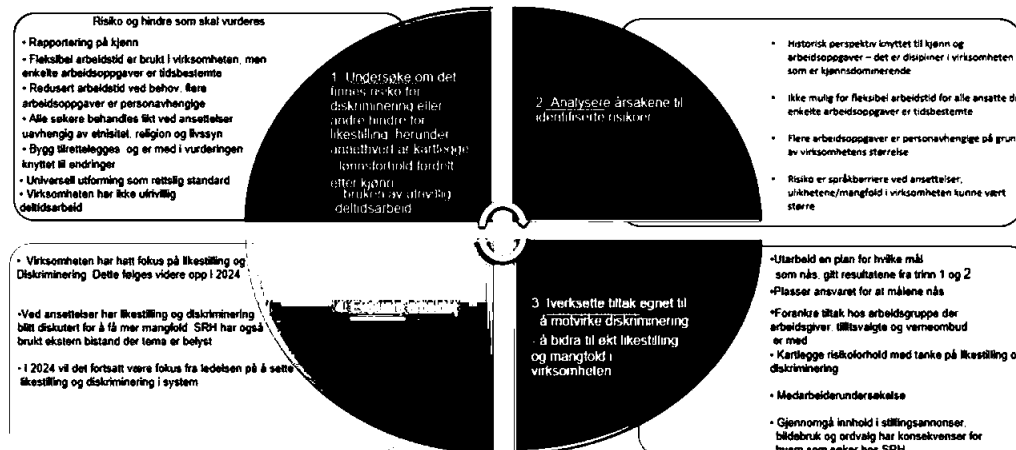 Risiko og hindre som skal vurderes
• Rapportering på kjønn
• Fleksibel arbeidstid er brukt i virksomheten, men
enkelte arbeidsoppgaver er tidsbestemte
• Redusert arbeidstid ved behov, flere
arbeidsoppgaver er personavhengige
• Alle søkere behandles likt ved ansettelser
uavhengig av etnisitet, religion og livssyn
• Bygg tilrettelegges og er med i vurderingen
knyttet til endringer
• Universell utforming som rettslig standard
• Virksomheten har ikke ufrivillig
deltidsarbeid
1. Undersøke om det
finnes risiko for
diskriminering eller
andre hindre for
likestilling, herunder
annethvert år kartlegge
lønnsforhold fordelt
etter kjønn
bruken av ufrivillig
deltidsarbeid
2. Analysere årsakene til
identifiserte risikoer
• Historisk perspektiv knyttet til kjønn og
arbeidsoppgaver – det er disipliner i virksomheten
som er kjønnsdominerende
• Ikke mulig for fleksibel arbeidstid for alle ansatte da
enkelte arbeidsoppgaver er tidsbestemte
• Flere arbeidsoppgaver er personavhengige på grunn
av virksomhetens størrelse
• Risiko er språkbarriere ved ansettelser,
ulikhetene/mangfold i virksomheten kunne vært
større
• Virksomheten har hatt fokus på likestilling og
Diskriminering. Dette følges videre opp i 2024
•Ved ansettelser her likestilling og diskriminering
blitt diskutert for å få mer mangfold. SRH har også
brukt ekstern bistand der tema er belyst
• I 2024 vil det fortsatt være fokus fra ledelsen på å sette
likestilling og diskriminering i system
3. Iverksette tiltak egnet til
å motvirke diskriminering
- å bidra til økt likestilling
og mangfold i
virksomheten
•Utarbeid en plan for hvilke mål
som nås, gitt resultatene fra trinn 1 og 2
•Plasser ansvaret for at målene nås
•Forankre tiltak hos arbeidsgruppe der
arbeidsgiver, tillitsvalgte og verneombud
er med
• Kartlegge risikoforhold med tanke på likestilling og
diskriminering
• Medarbeiderundersøkelse
• Gjennomgå innhold i stillingsannonser,
bildebruk og ordvalg har konsekvenser for
hvem som søker hos SRH